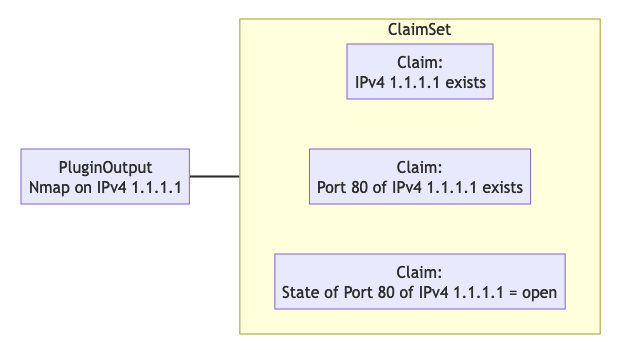 ClaimSet
Claim:
IPv4 1.1.1.1 exists
PluginOutput
Nmap on IPv4 1.1.1.1
Claim:
Port 80 of IPv4 1.1.1.1 exists
Claim:
State of Port 80 of IPv4 1.1.1.1 = open